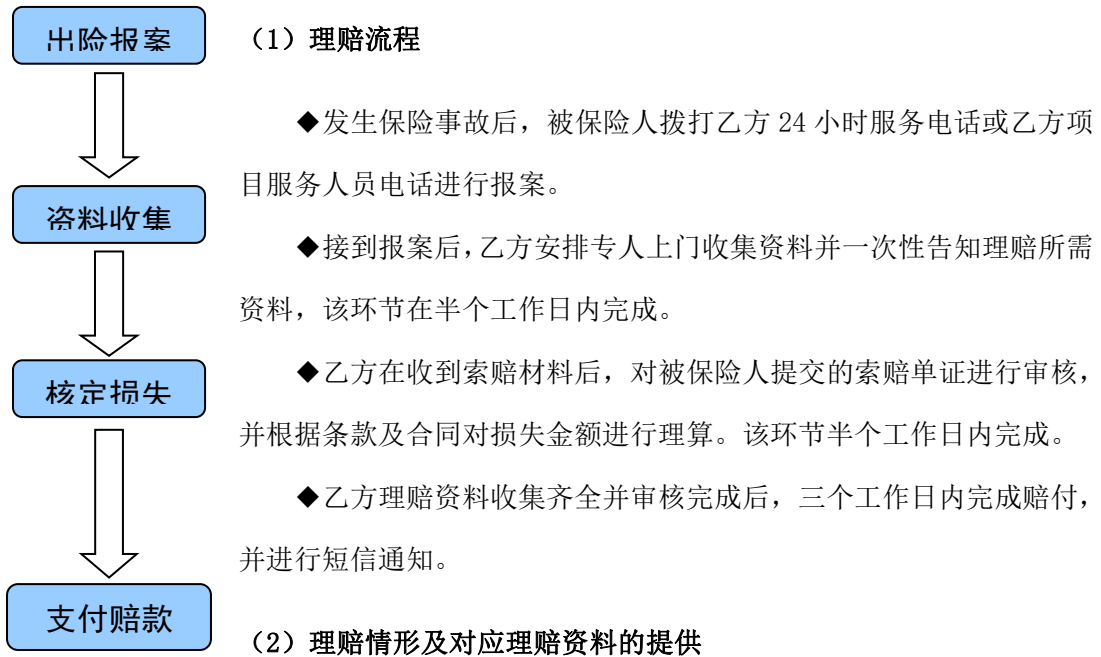 出险报案
资料收集
核定损失
支付赔款
（1）理赔流程
◆发生保险事故后，被保险人拨打乙方 24 小时服务电话或乙方项
目服务人员电话进行报案。
◆接到报案后，乙方安排专人上门收集资料并一次性告知理赔所需
资料，该环节在半个工作日内完成。
◆乙方在收到索赔材料后，对被保险人提交的索赔单证进行审核，
并根据条款及合同对损失金额进行理算。该环节半个工作日内完成。
◆乙方理赔资料收集齐全并审核完成后，三个工作日内完成赔付，
并进行短信通知。
（2）理赔情形及对应理赔资料的提供